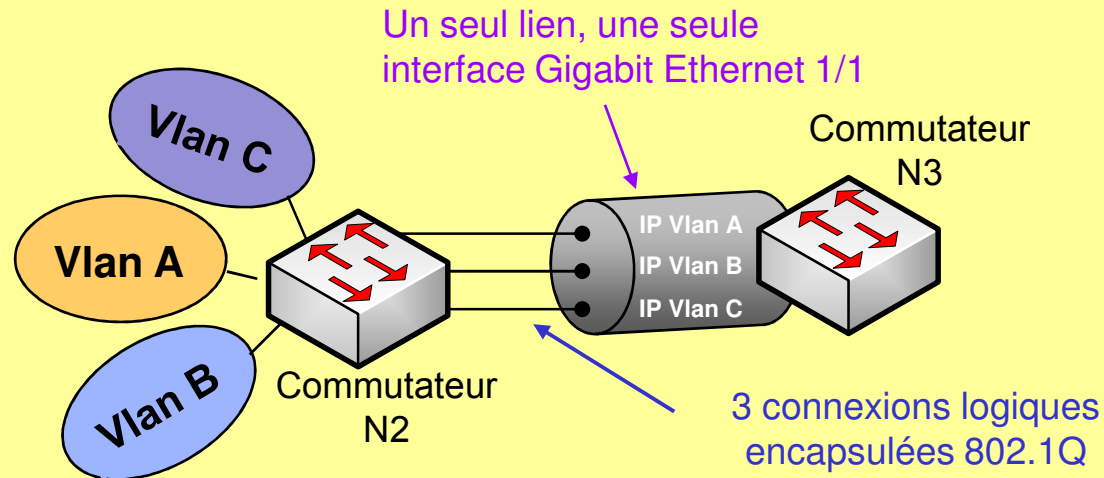 Un seul lien, une seule
interface Gigabit Ethernet 1/1
Vlan C
Vlan A
Vlan B
Commutateur
N2
IP Vlan A
IP Vlan B
IP Vlan C
Commutateur
N3
3 connexions logiques
encapsulées 802.1Q